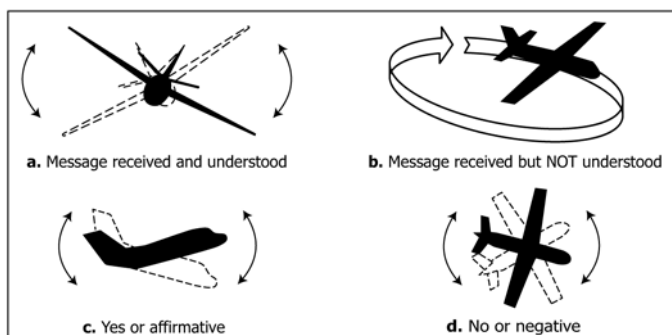 a. Message received and understood
b. Message received but NOT understood
c. Yes or affirmative
d. No or negative